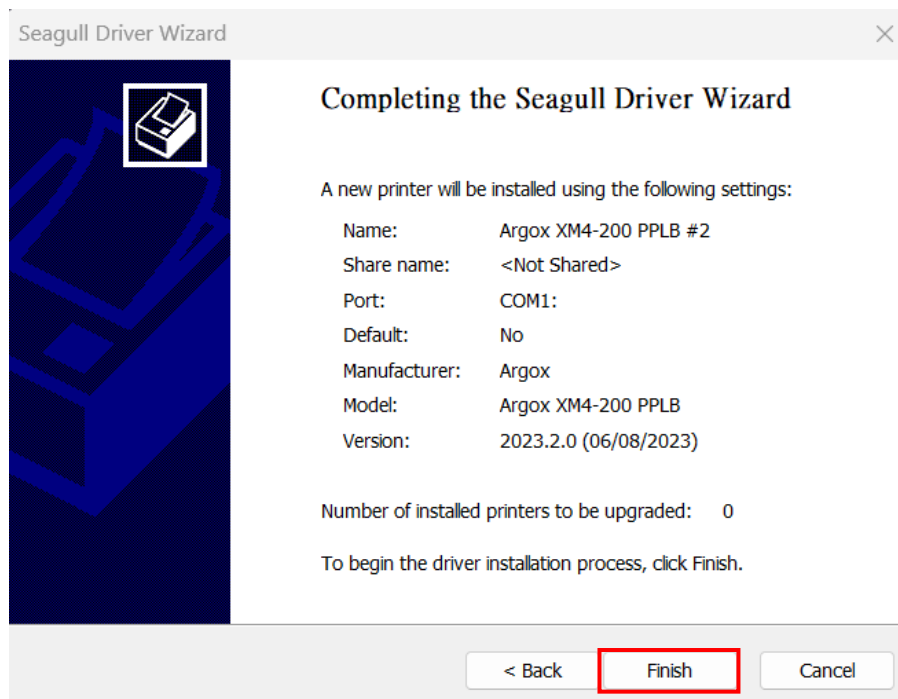 Seagull Driver Wizard
Completing the Seagull Driver Wizard
A new printer will be installed using the following settings:
Name: Argox XM4-200 PPLB #2
Share name: <Not Shared>
Port: COM1:
Default: No
Manufacturer: Argox
Model: Argox XM4-200 PPLB
Version: 2023.2.0 (06/08/2023)
Number of installed printers to be upgraded: 0
To begin the driver installation process, click Finish.
< Back Finish Cancel